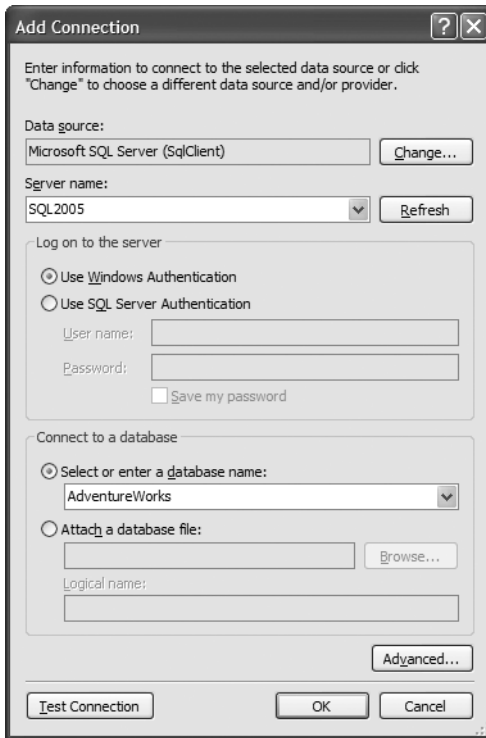 Add Connection
Enter information to connect to the selected data source or click
"Change" to choose a different data source and/or provider.
Data source:
Microsoft SQL Server (SqlClient)
Change...
Server name:
SQL2005
Refresh
Log on to the server
Use Windows Authentication
Use SQL Server Authentication
User name:
Password:
Save my password
Connect to a database
Select or enter a database name:
AdventureWorks
Attach a database file:
Browse...
Logical name:
Advanced...
Test Connection
OK
Cancel